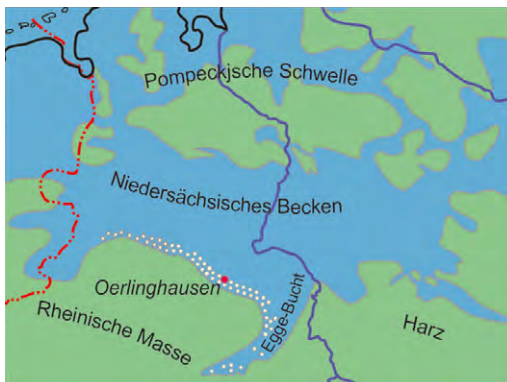 Pompeckjsche Schwelle
Niedersächsisches Becken
Oerlinghausen
Egge-Bucht
Rheinische Masse
Harz